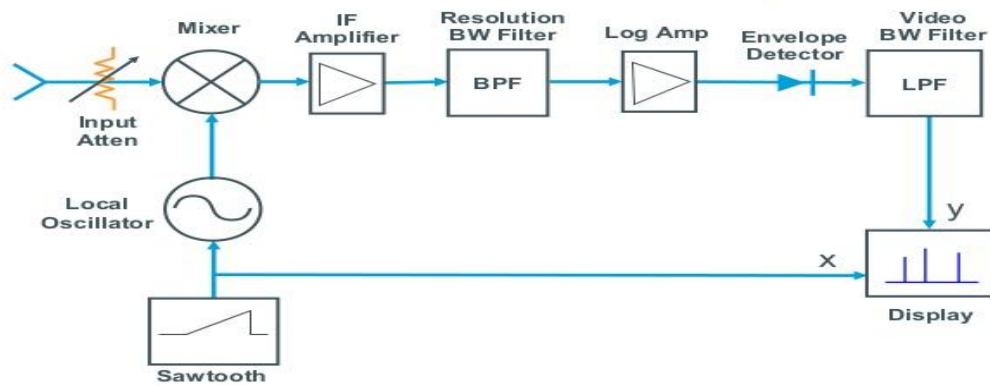 Mixer
IF
Amplifier
Resolution
BW Filter
Log Amp
Envelope
Detector
Video
BW Filter
BPF
LPF
Input
Atten
Local
Oscillator
y
x
Display
Sawtooth